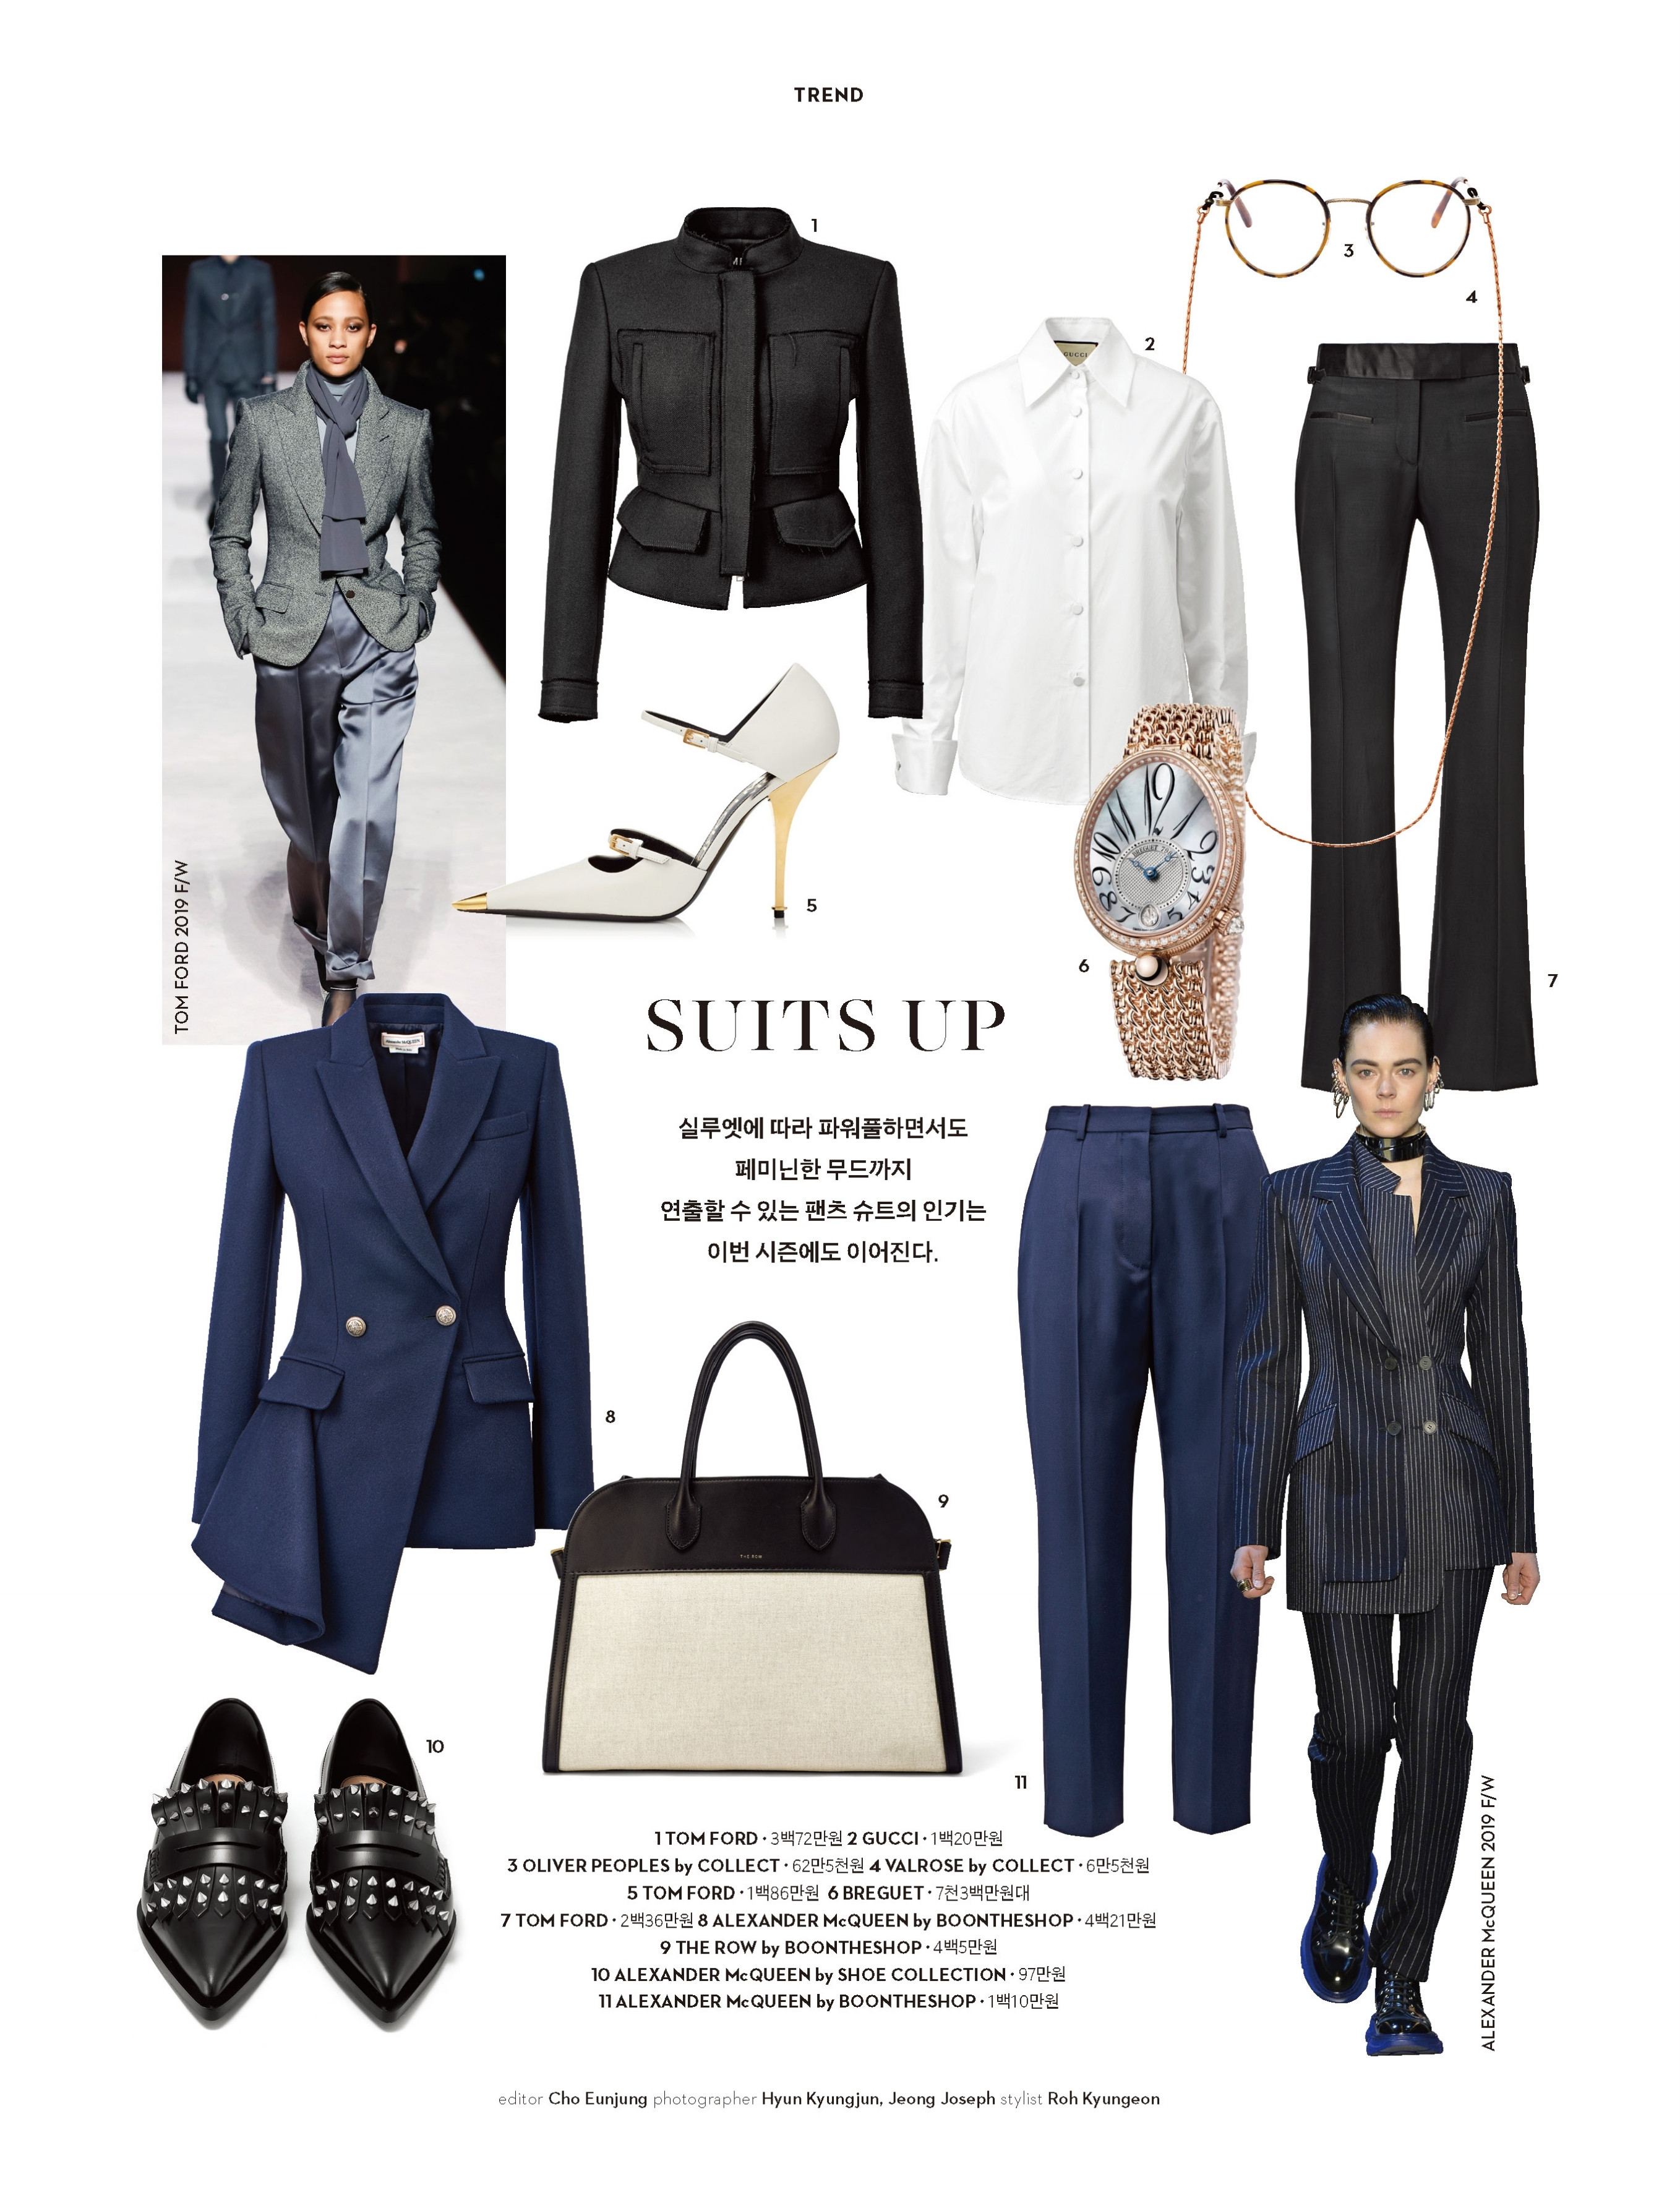 TREND
1
2
3
4
GUCCI
TOM FORD 2019 F/W
5
6
7
SUITS UP
실루엣에 따라 파워풀하면서도
페미닌한 무드까지
연출할 수 있는 팬츠 슈트의 인기는
이번 시즌에도 이어진다.
8
9
THE ROW
10
11
1 TOM FORD · 3백72만원 2 GUCCI · 1백20만원
3 OLIVER PEOPLES by COLLECT · 62만5천원 4 VALROSE by COLLECT · 6만5천원
5 TOM FORD · 1백86만원 6 BREGUET · 7천3백만원대
7 TOM FORD · 2백36만원 8 ALEXANDER McQUEEN by BOONTHESHOP · 4백21만원
9 THE ROW by BOONTHESHOP · 4백5만원
10 ALEXANDER McQUEEN by SHOE COLLECTION · 97만원
11 ALEXANDER McQUEEN by BOONTHESHOP · 1백10만원
ALEXANDER McQUEEN 2019 F/W
editor Cho Eunjung photographer Hyun Kyungjun, Jeong Joseph stylist Roh Kyungeon